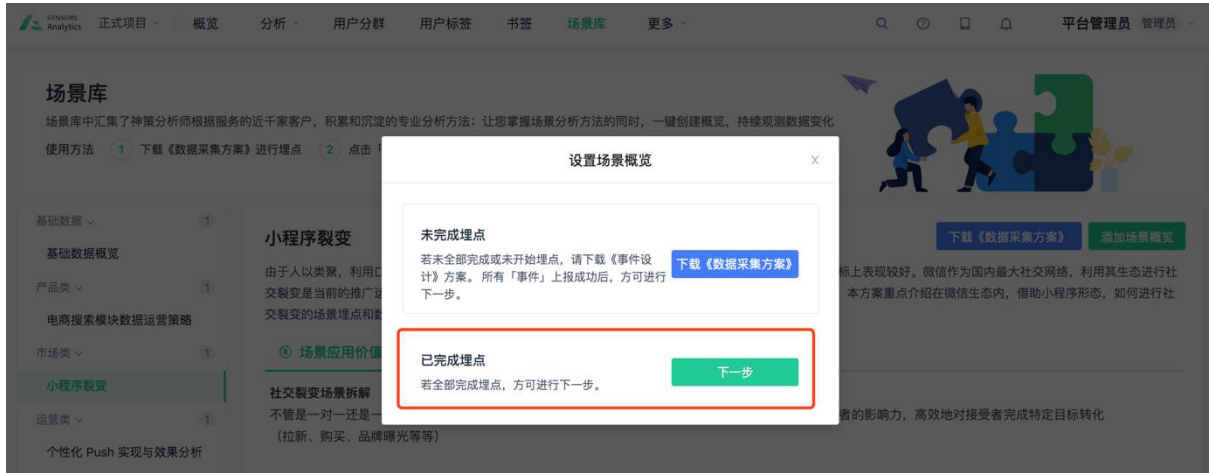 SENSORS
Analytics
正式项目
概览
分析
用户分群
用户标签
书签
场景库
更多
平台管理员 管理员
场景库
场景库中汇集了神策分析师根据服务的近千家客户，积累和沉淀的专业分析方法；让您掌握场景分析方法的同时，一键创建概览，持续观测数据变化
使用方法 1 下载《数据采集方案》进行埋点 2 点击「
设置场景概览
X
未完成埋点
若未全部完成或未开始埋点，请下载《事件设
计》方案。所有「事件」上报成功后，方可进行
下一步。
下载《数据采集方案》
已完成埋点
若全部完成埋点，方可进行下一步。
下一步
基础数据 1
基础数据概览
产品类 1
电商搜索模块数据运营策略
市场类 1
小程序裂变
运营类 1
个性化 Push 实现与效果分析
小程序裂变
下载《数据采集方案》
添加场景概览
由于人以类聚，利用口
标上表现较好。微信作为国内最大社交网络，利用其生态进行社
交裂变是当前的推广运
本方案重点介绍在微信生态内，借助小程序形态，如何进行社
交裂变的场景埋点和数
场景应用价值
社交裂变场景拆解
不管是一对一还是一
者的影响力，高效地对接受者完成特定目标转化
（拉新、购买、品牌曝光等等）